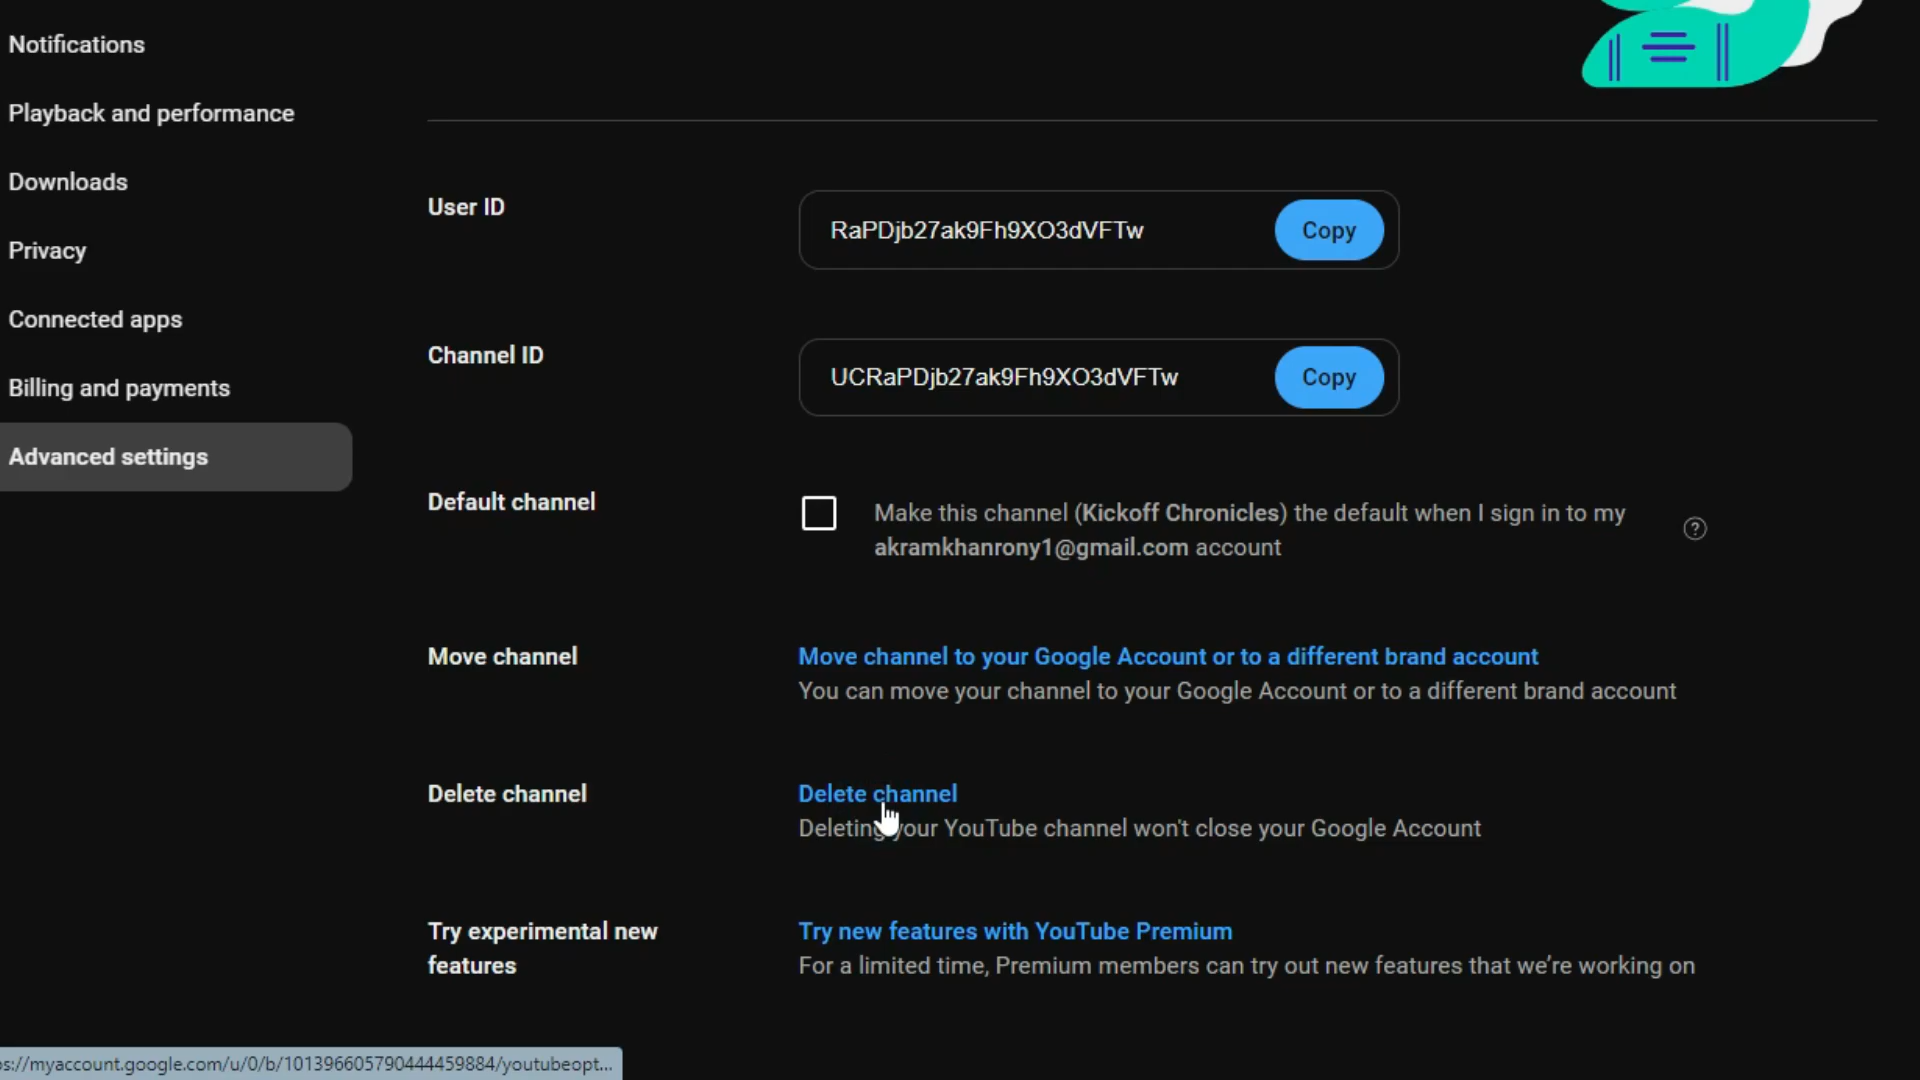 Notifications
Playback and performance
Downloads
Privacy
Connected apps
Billing and payments
Advanced settings
User ID
RaPDjb27ak9Fh9XO3dVFTw
Copy
Channel ID
UCRaPDjb27ak9Fh9XO3dVFTw
Copy
Default channel
Make this channel (Kickoff Chronicles) the default when I sign in to my
akramkhanrony1@gmail.com account
Move channel
Move channel to your Google Account or to a different brand account
You can move your channel to your Google Account or to a different brand account
Delete channel
Delete channel
Deleting your YouTube channel won't close your Google Account
Try experimental new
features
Try new features with YouTube Premium
For a limited time, Premium members can try out new features that we’re working on
ps://myaccount.google.com/u/0/b/101396605790444459884/youtubeopt...